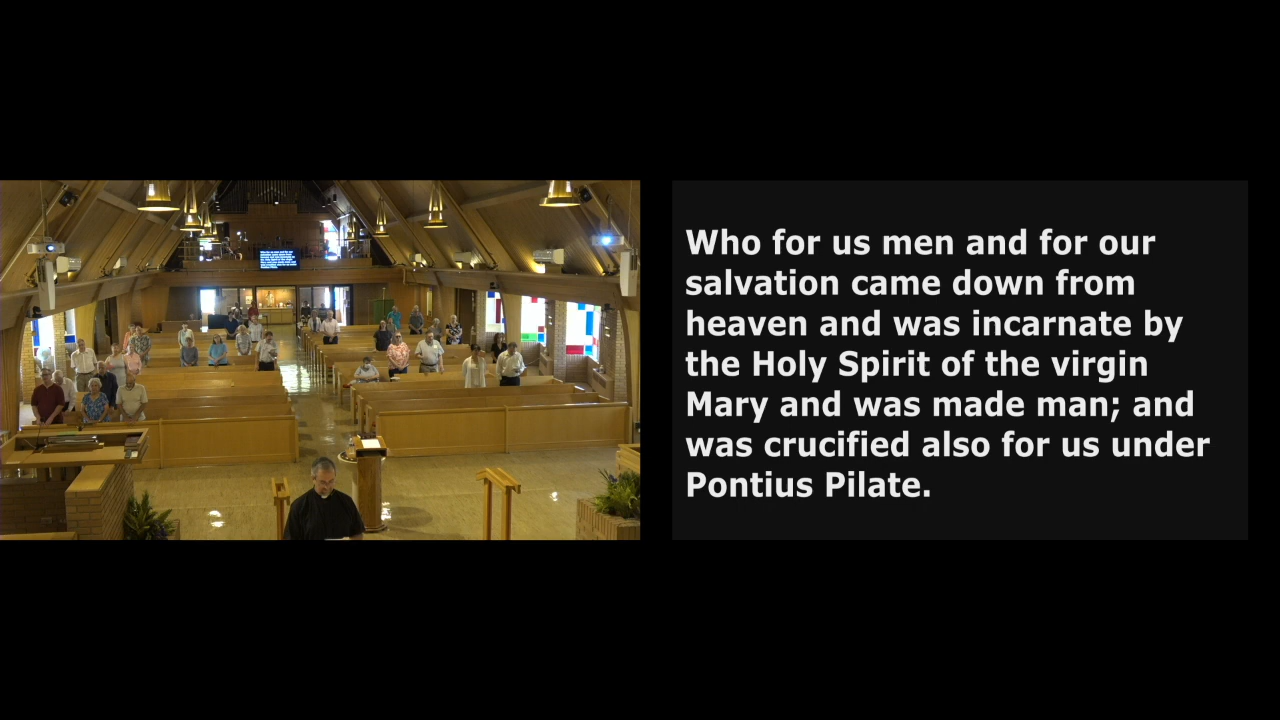 Who for us men and for our
salvation came down from
heaven and was incarnate by
the Holy Spirit of the virgin
Mary and was made man; and
was crucified also for us under
Pontius Pilate.